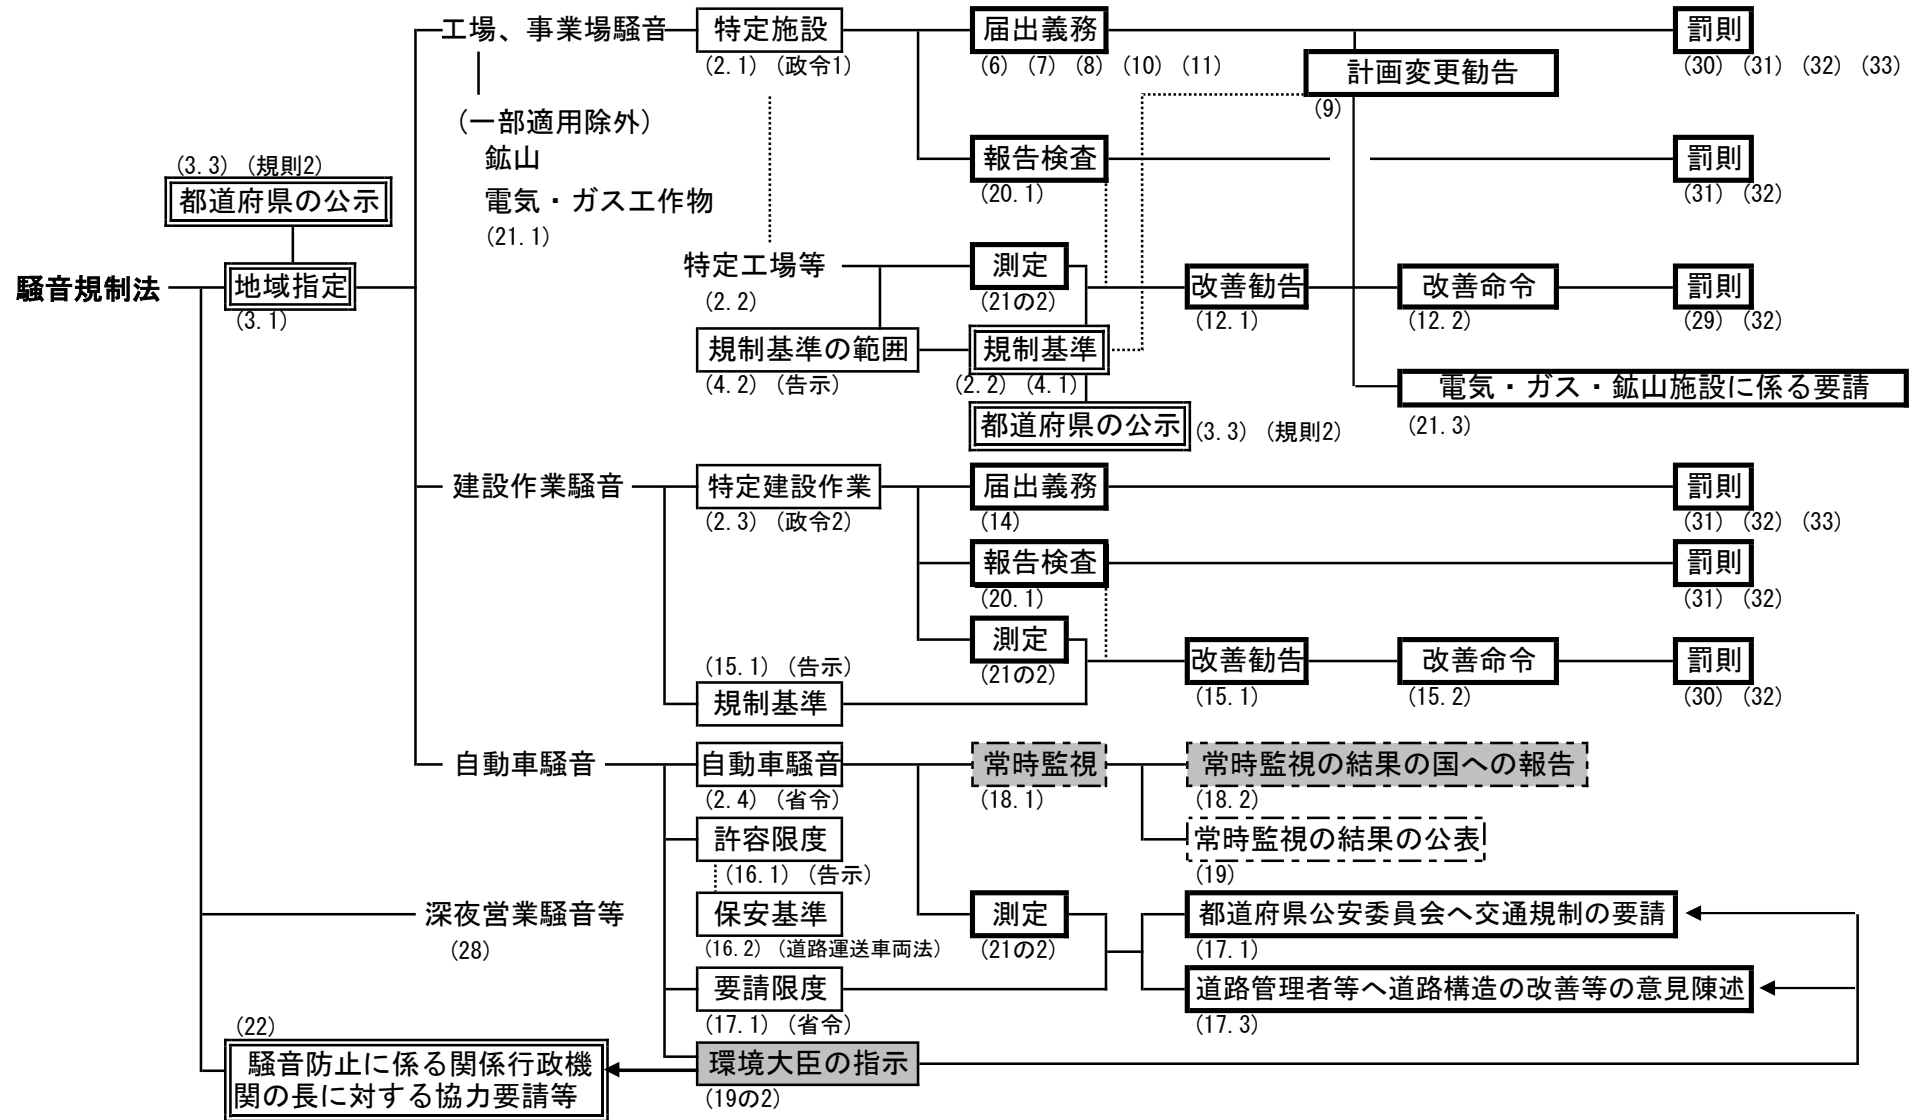 工場、事業場騒音
特定施設
届出義務
罰則
(2.1) (政令1)
(6) (7) (8) (10) (11)
計画変更勧告
(30) (31) (32) (33)
(9)
(一部適用除外)
鉱山
電気・ガス工作物
(21.1)
報告検査
罰則
(20.1)
(31) (32)
(3.3) (規則2)
都道府県の公示
騒音規制法
地域指定
(3.1)
特定工場等
測定
改善勧告
改善命令
罰則
(2.2)
(21の2)
(12.1)
(12.2)
(29) (32)
規制基準の範囲
規制基準
(4.2) (告示)
(2.2) (4.1)
電気・ガス・鉱山施設に係る要請
(21.3)
都道府県の公示
(3.3) (規則2)
建設作業騒音
特定建設作業
届出義務
罰則
(2.3) (政令2)
(14)
(31) (32) (33)
報告検査
罰則
(20.1)
(31) (32)
測定
改善勧告
改善命令
罰則
(21の2)
(15.1)
(15.2)
(30) (32)
(15.1) (告示)
規制基準
自動車騒音
自動車騒音
常時監視
常時監視の結果の国への報告
(2.4) (省令)
(18.1)
(18.2)
許容限度
常時監視の結果の公表
(16.1) (告示)
(19)
深夜営業騒音等
(28)
保安基準
測定
都道府県公安委員会へ交通規制の要請
(16.2) (道路運送車両法)
(21の2)
(17.1)
要請限度
道路管理者等へ道路構造の改善等の意見陳述
(17.1) (省令)
(17.3)
(22)
騒音防止に係る関係行政機
関の長に対する協力要請等
環境大臣の指示
(19の2)